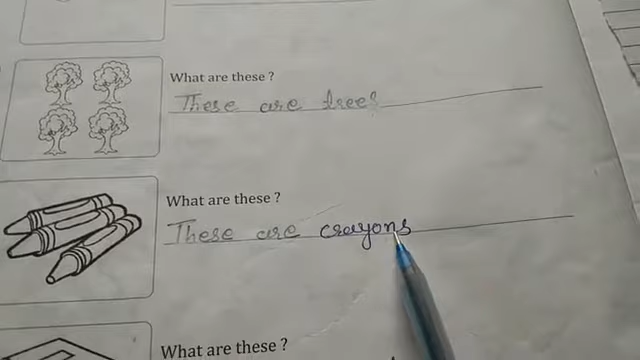 What are these ?
These are trees
What are these ?
These are crayons
What are these ?